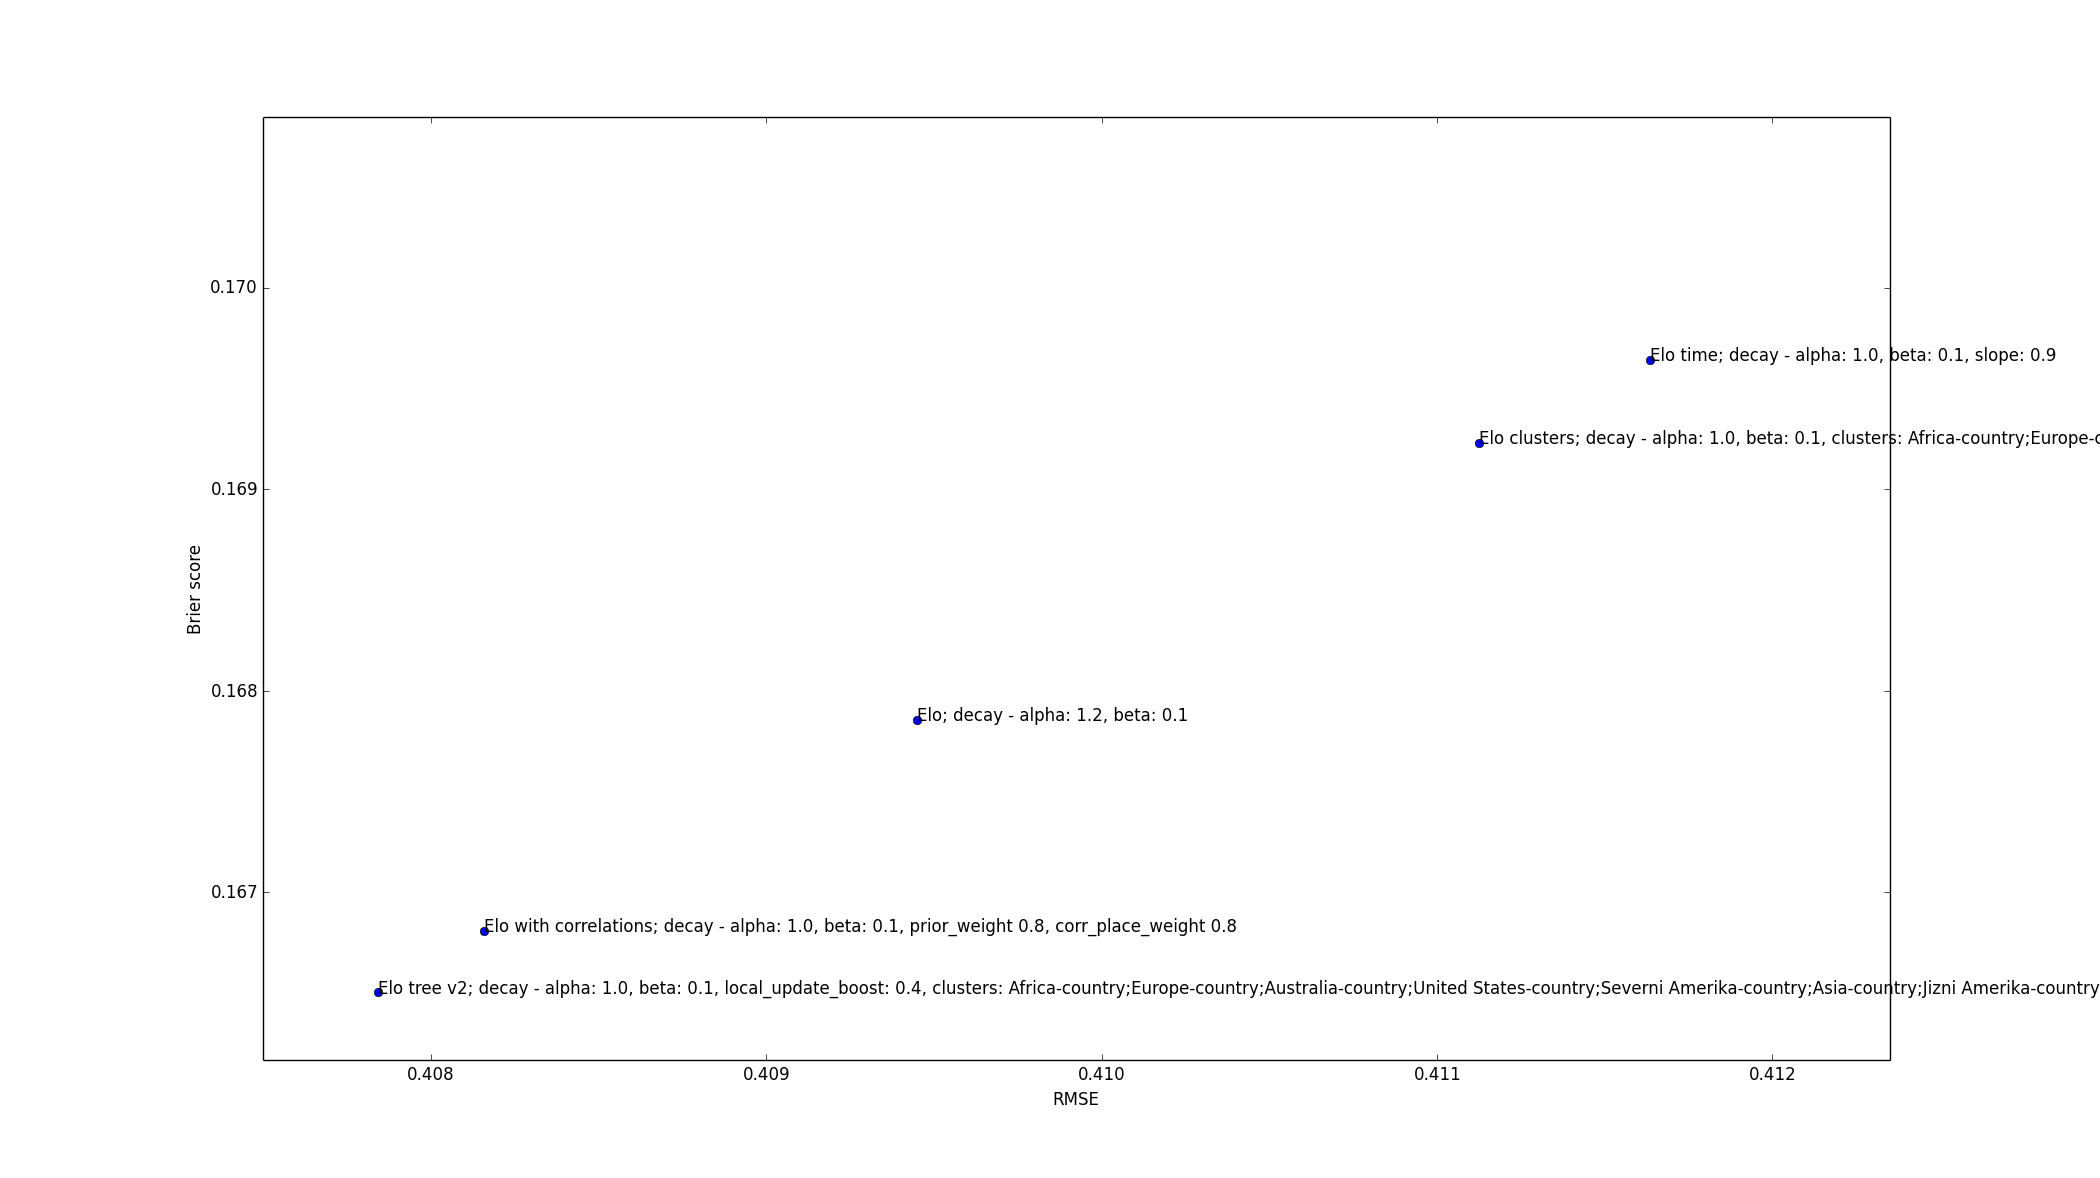 0.170
Elo time; decay - alpha: 1.0, beta: 0.1, slope: 0.9
Elo clusters; decay - alpha: 1.0, beta: 0.1, clusters: Africa-country;Europe-c
0.169
Brier score
0.168
Elo; decay - alpha: 1.2, beta: 0.1
0.167
Elo with correlations; decay - alpha: 1.0, beta: 0.1, prior_weight 0.8, corr_place_weight 0.8
Elo tree v2; decay - alpha: 1.0, beta: 0.1, local_update_boost: 0.4, clusters: Africa-country;Europe-country;Australia-country;United States-country;Severni Amerika-country;Asia-country;Jizni Amerika-country
0.408 0.409 0.410 0.411 0.412
RMSE